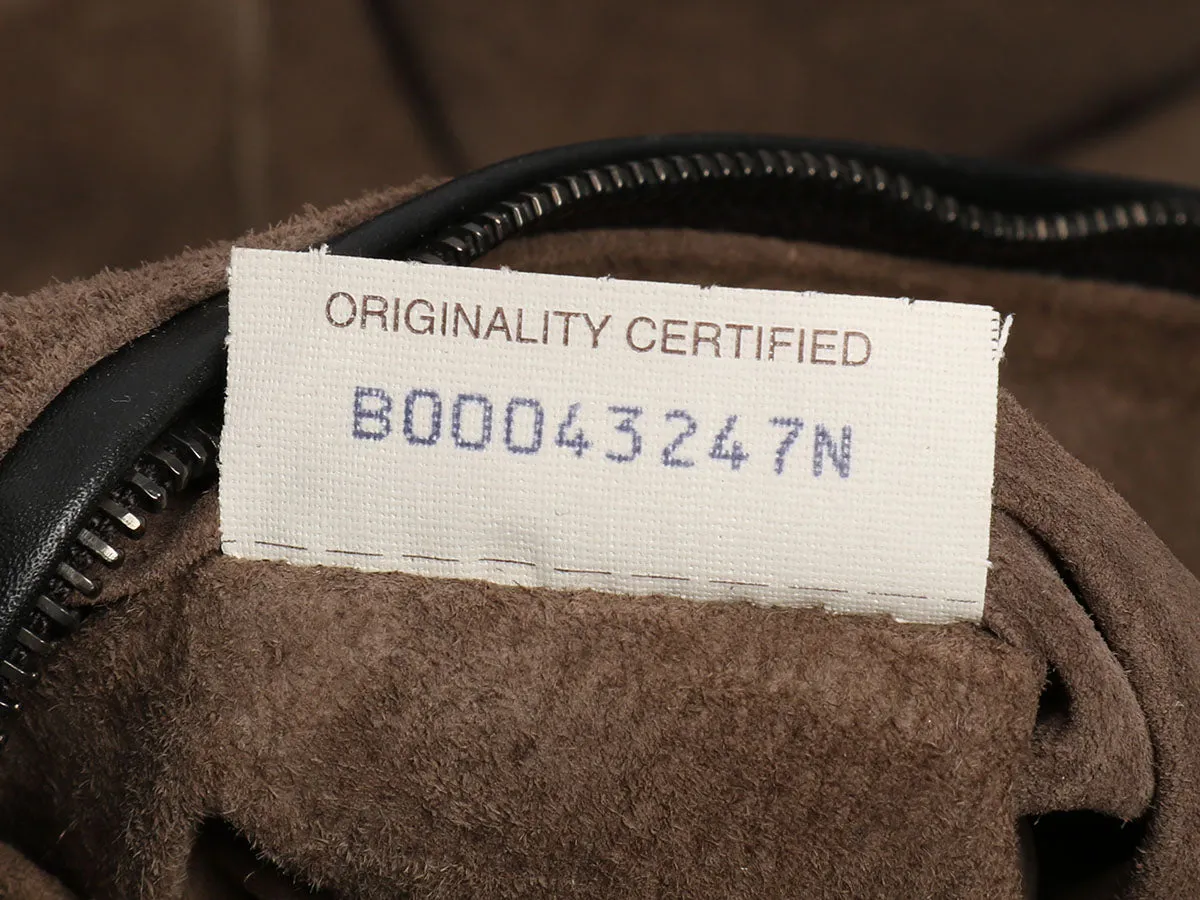 ORIGINALITY CERTIFIED
B00043247N